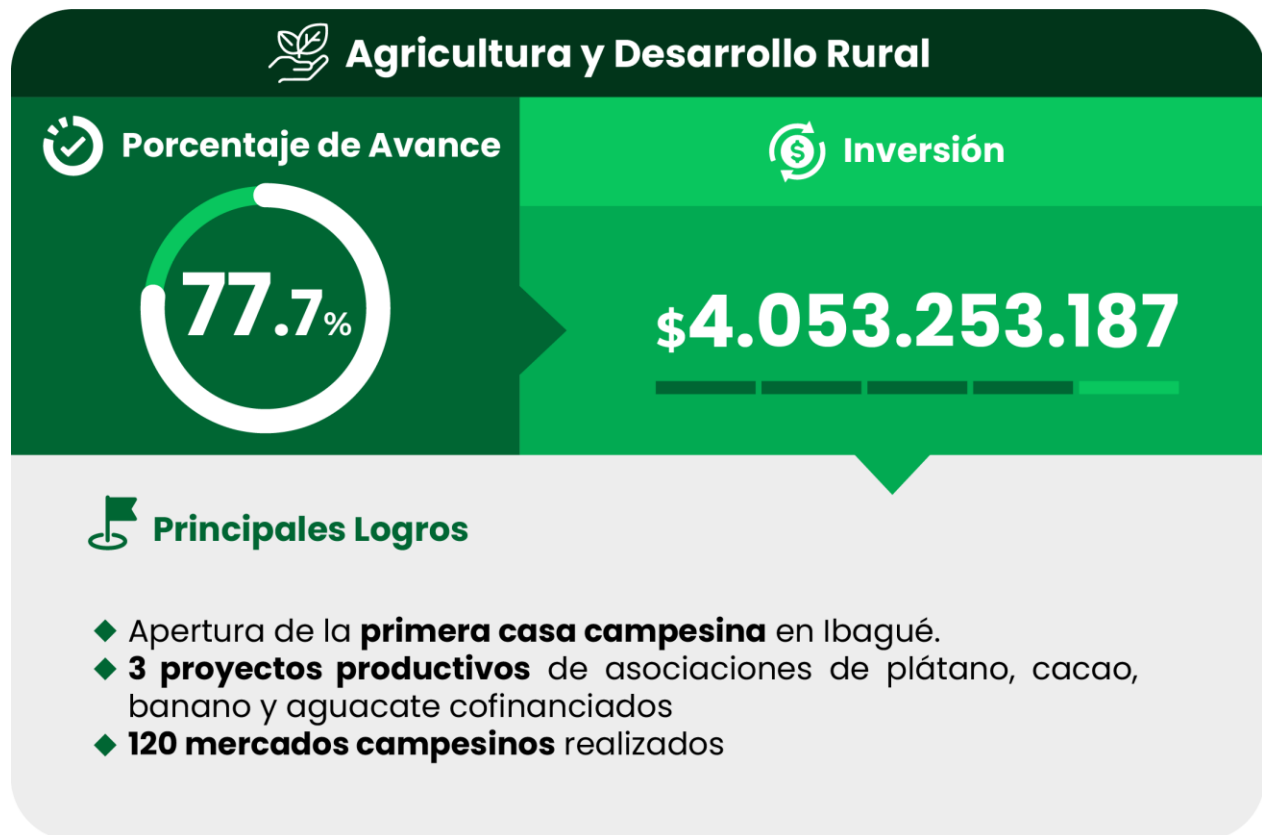 Agricultura y Desarrollo Rural
Porcentaje de Avance
77.7%
Inversión
$4.053.253.187
Principales Logros
Apertura de la primera casa campesina en Ibagué.
3 proyectos productivos de asociaciones de plátano, cacao,
banano y aguacate cofinanciados
120 mercados campesinos realizados